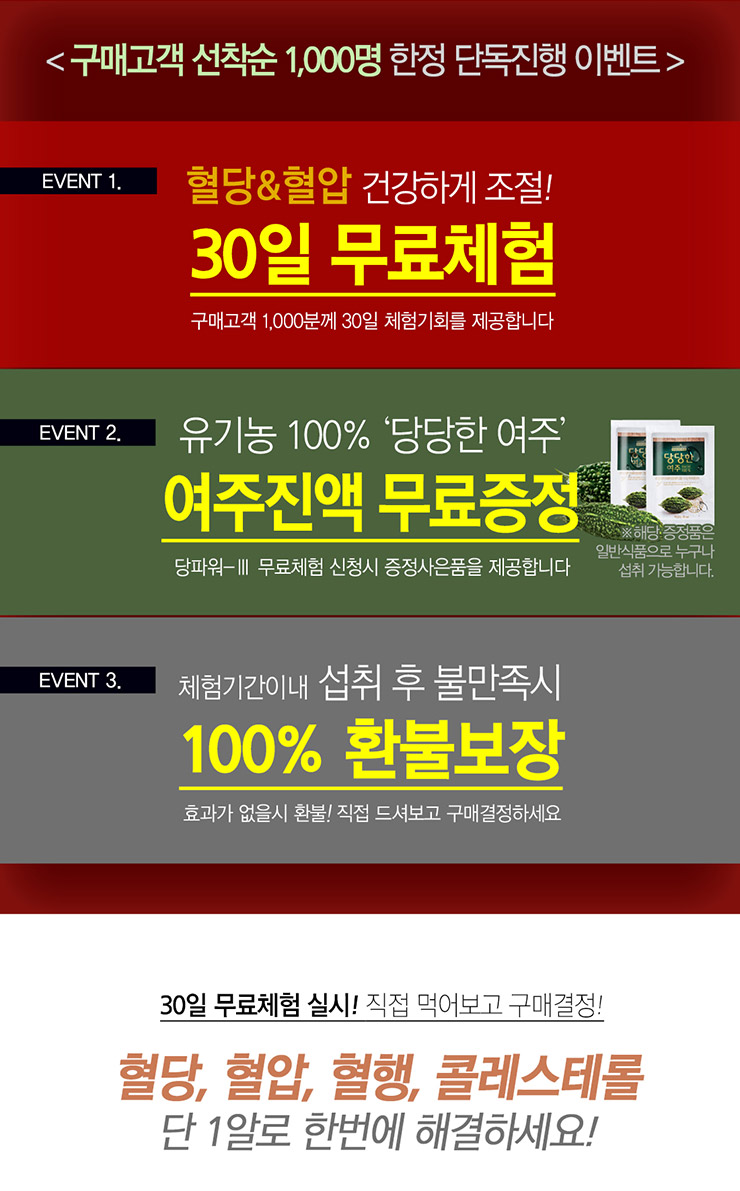 < 구매고객 선착순 1,000명 한정 단독진행 이벤트 >
EVENT 1.
혈당&혈압 건강하게 조절!
30일 무료체험
구매고객 1,000분께 30일 체험기회를 제공합니다
EVENT 2.
유기농 100% ‘당당한 여주’
여주진액 무료증정
당파워-Ⅲ 무료체험 신청시 증정사은품을 제공합니다
당당한
여주
※해당 증정품은
일반식품으로 누구나
섭취 가능합니다.
EVENT 3.
체험기간이내 섭취 후 불만족시
100% 환불보장
효과가 없을시 환불! 직접 드셔보고 구매결정하세요
30일 무료체험 실시! 직접 먹어보고 구매결정!
혈당, 혈압, 혈행, 콜레스테롤
단 1알로 한번에 해결하세요!